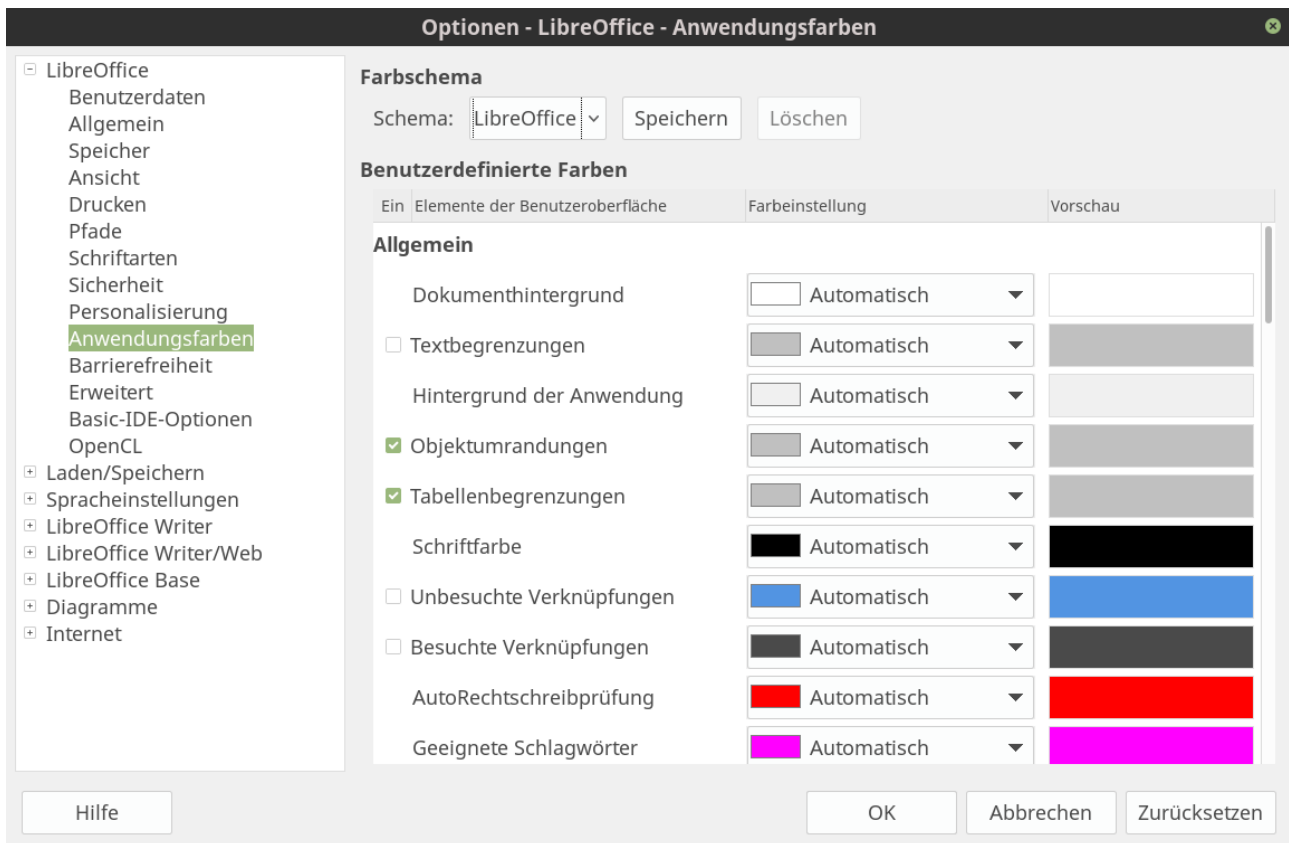 Optionen - LibreOffice - Anwendungsfarben
LibreOffice
Benutzerdaten
Allgemein
Speicher
Ansicht
Drucken
Pfade
Schriftarten
Sicherheit
Personalisierung
Anwendungsfarben
Barrierefreiheit
Erweitert
Basic-IDE-Optionen
OpenCL
Laden/Speichern
Spracheinstellungen
LibreOffice Writer
LibreOffice Writer/Web
LibreOffice Base
Diagramme
Internet
Farbschema
Schema: LibreOffice Speichern Löschen
Benutzerdefinierte Farben
Ein Elemente der Benutzeroberfläche Farbeinstellung Vorschau
Allgemein
Dokumenthintergrund Automatisch
Textbegrenzungen Automatisch
Hintergrund der Anwendung Automatisch
Objektumrandungen Automatisch
Tabellenbegrenzungen Automatisch
Schriftfarbe Automatisch
Unbesuchte Verknüpfungen Automatisch
Besuchte Verknüpfungen Automatisch
AutoRechtschreibprüfung Automatisch
Geeignete Schlagwörter Automatisch
Hilfe OK Abbrechen Zurücksetzen